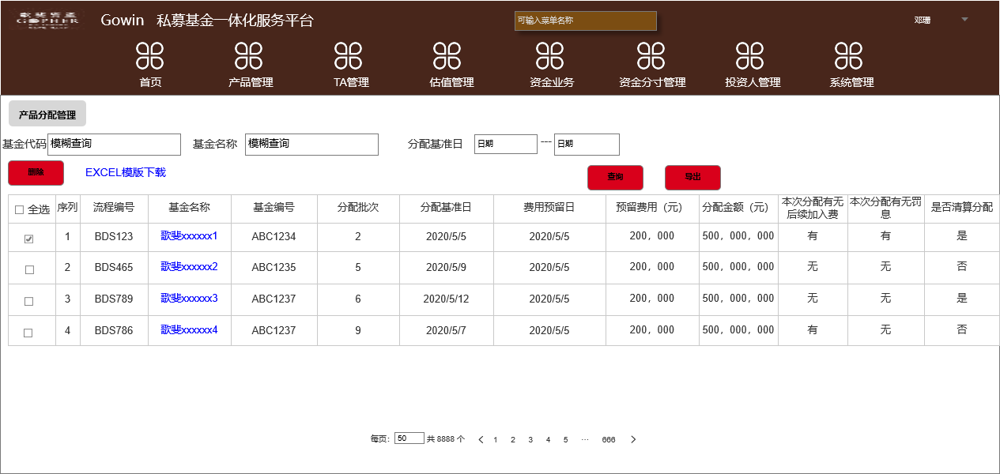 歌斐资产
GOPHER
Gowin 私募基金一体化服务平台
可输入菜单名称
邓珊
首页 产品管理 TA管理 估值管理 资金业务 资金分寸管理 投资人管理 系统管理
产品分配管理
基金代码 模糊查询 基金名称 模糊查询 分配基准日 日期 --- 日期
删除 EXCEL模版下载 查询 导出
全选 序列 流程编号 基金名称 基金编号 分配批次 分配基准日 费用预留日 预留费用（元） 分配金额（元） 本次分配有无后续加入费 本次分配有无罚息 是否清算分配
1 BDS123 歌斐xxxxxx1 ABC1234 2 2020/5/5 2020/5/5 200，000 500，000，000 有 有 是
2 BDS465 歌斐xxxxxx2 ABC1235 5 2020/5/9 2020/5/5 200，000 500，000，000 无 无 否
3 BDS789 歌斐xxxxxx3 ABC1237 6 2020/5/12 2020/5/5 200，000 500，000，000 无 无 是
4 BDS786 歌斐xxxxxx4 ABC1237 9 2020/5/7 2020/5/5 200，000 500，000，000 有 无 否
每页： 50 共 8888 个 < 1 2 3 4 5 ... 666 >